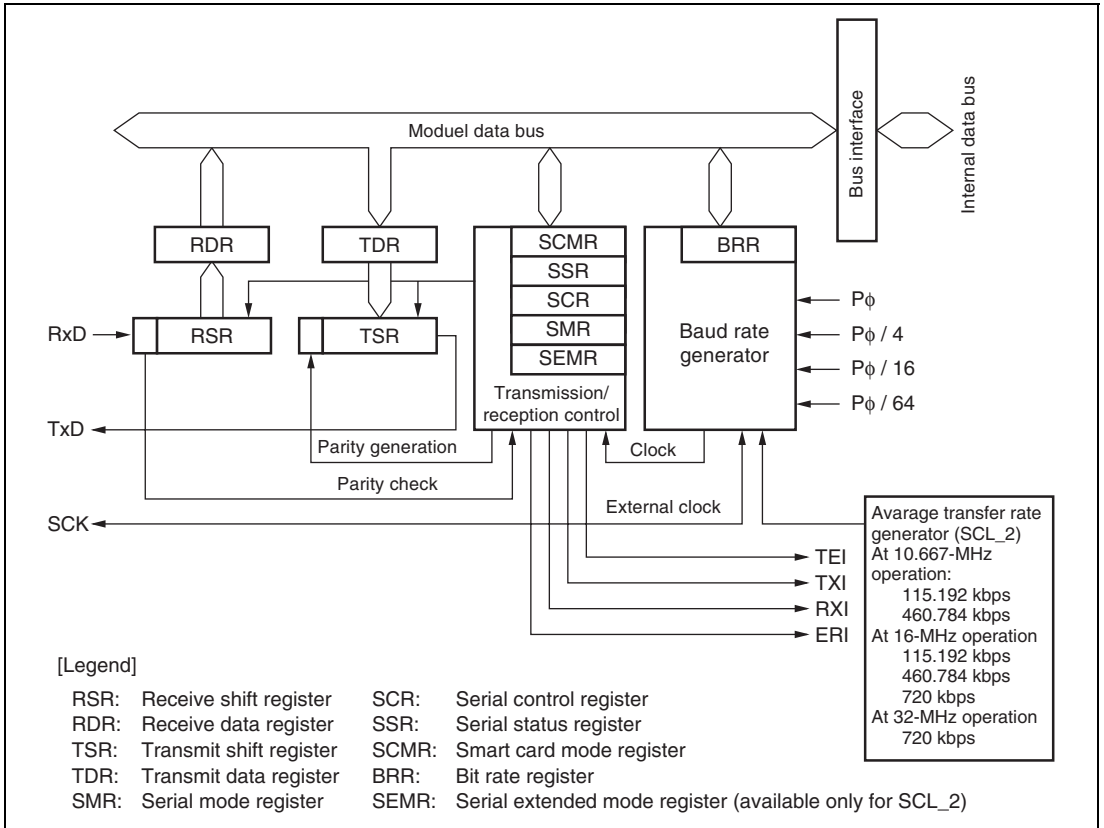 Moduel data bus
Bus interface
Internal data bus
RDR
TDR
SCMR
SSR
SCR
SMR
SEMR
Transmission/
reception control
BRR
Baud rate
generator
RxD
RSR
TSR
Pϕ
Pϕ / 4
Pϕ / 16
Pϕ / 64
TxD
Parity generation
Clock
Parity check
SCK
External clock
Avarage transfer rate
generator (SCL_2)
At 10.667-MHz
operation:
115.192 kbps
460.784 kbps
At 16-MHz operation
115.192 kbps
460.784 kbps
720 kbps
At 32-MHz operation
720 kbps
TEI
TXI
RXI
ERI
[Legend]
RSR: Receive shift register SCR: Serial control register
RDR: Receive data register SSR: Serial status register
TSR: Transmit shift register SCMR: Smart card mode register
TDR: Transmit data register BRR: Bit rate register
SMR: Serial mode register SEMR: Serial extended mode register (available only for SCL_2)